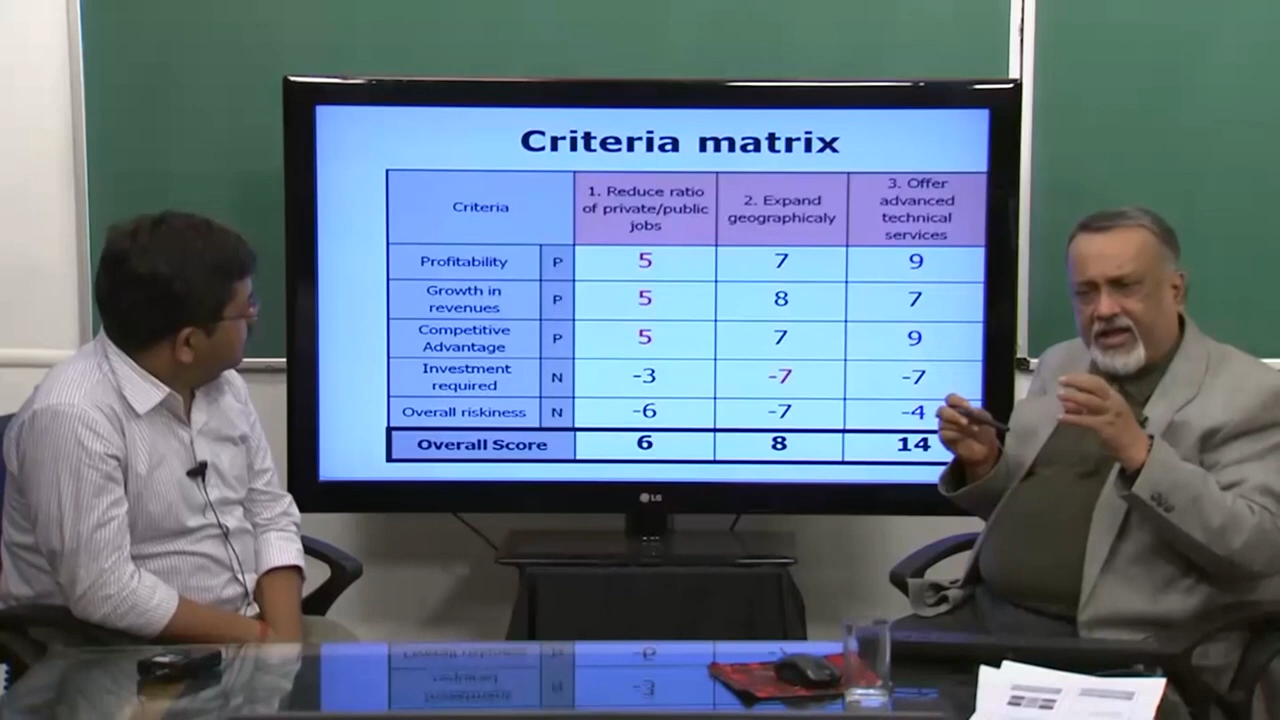 Criteria matrix
Criteria
1. Reduce ratio
of private/public
jobs
2. Expand
geographicaly
3. Offer
advanced
technical
services
Profitability P 5 7 9
Growth in
revenues P 5 8 7
Competitive
Advantage P 5 7 9
Investment
required N -3 -7 -7
Overall riskiness N -6 -7 -4
Overall Score 6 8 14
LG